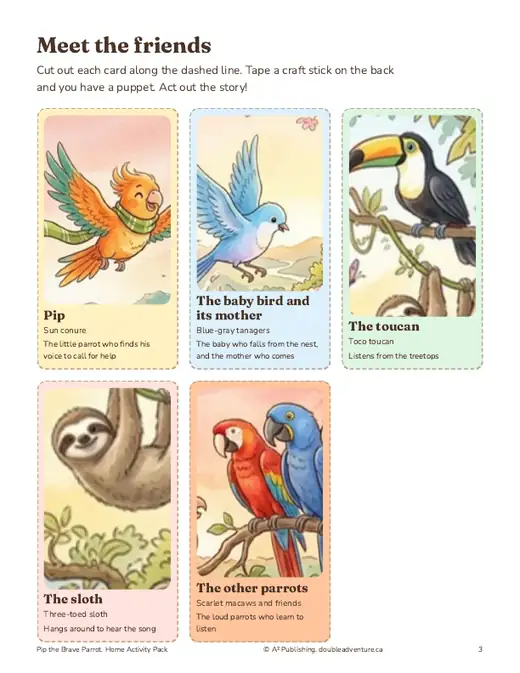 Meet the friends
Cut out each card along the dashed line. Tape a craft stick on the back
and you have a puppet. Act out the story!
Pip
Sun conure
The little parrot who finds his
voice to call for help
The baby bird and
its mother
Blue-gray tanagers
The baby who falls from the nest,
and the mother who comes
The toucan
Toco toucan
Listens from the treetops
The sloth
Three-toed sloth
Hangs around to hear the song
The other parrots
Scarlet macaws and friends
The loud parrots who learn to
listen
Pip the Brave Parrot. Home Activity Pack
© A² Publishing. doubleadventure.ca
3